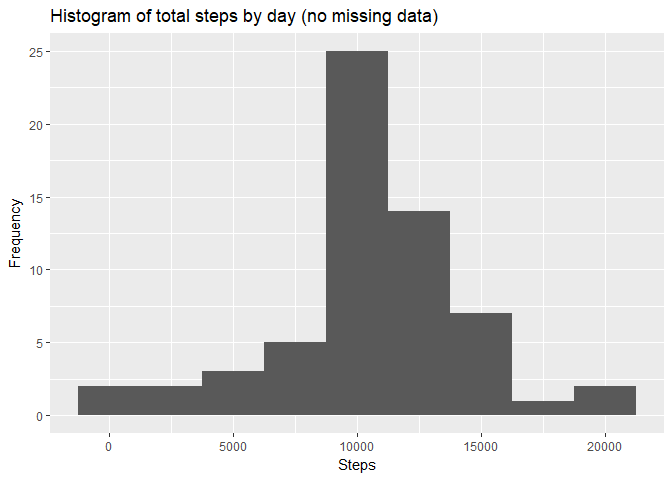 Histogram of total steps by day (no missing data)
25
20
15
10
5
0
Frequency
0 5000 10000 15000 20000
Steps